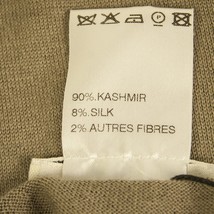 90%.KASHMIR
8%.SILK
2% AUTRES FIBRES